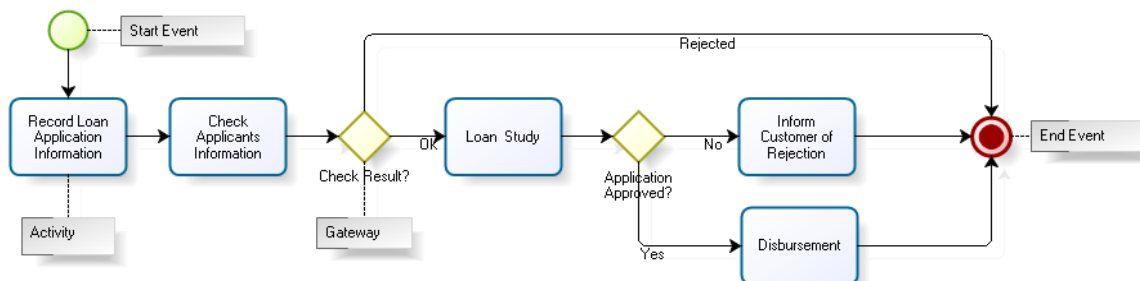 Start Event
Rejected
Record Loan
Application
Information
Check
Applicants
Information
OK
Check Result?
Loan Study
No
Application
Approved?
Inform
Customer of
Rejection
End Event
Activity
Gateway
Yes
Disbursement